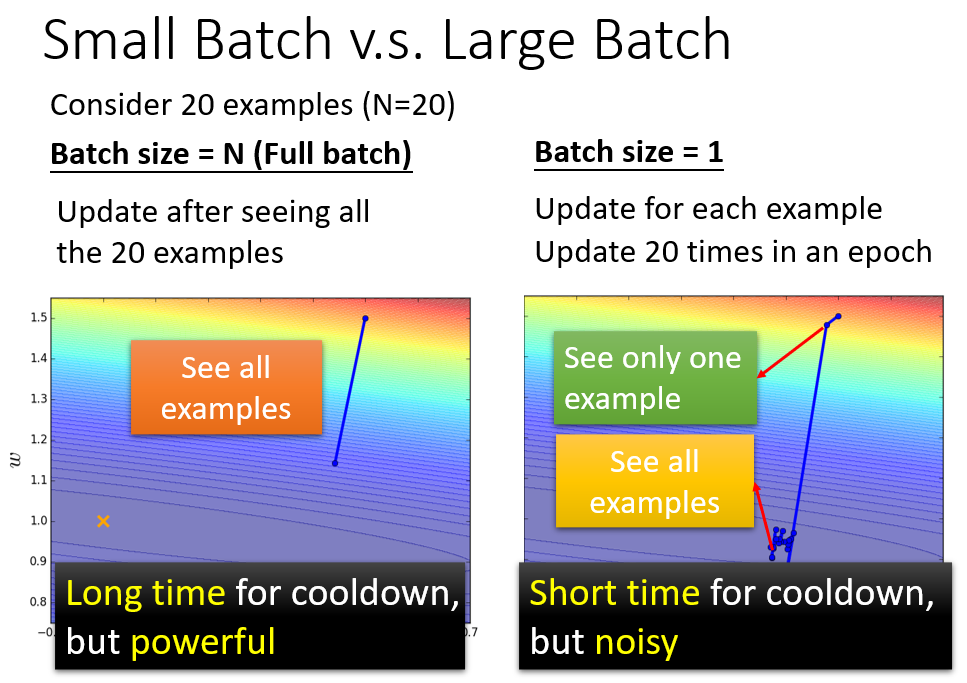 Small Batch v.s. Large Batch
Consider 20 examples (N=20)
Batch size = N (Full batch)
Update after seeing all
the 20 examples
Batch size = 1
Update for each example
Update 20 times in an epoch
1.5
1.4
1.3
1.2
1.1
1.0
0.9
0.8
w
See all
examples
Long time for cooldown,
but powerful
0.7
See only one
example
See all
examples
Short time for cooldown,
but noisy